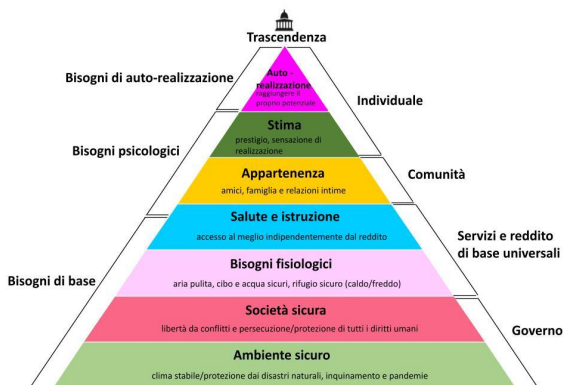 Trascendenza
Bisogni di auto-realizzazione
Auto -
realizzazione
raggiungere il
proprio potenziale
Individuale
Stima
prestigio, sensazione di
realizzazione
Bisogni psicologici
Appartenenza
amici, famiglia e relazioni intime
Comunità
Salute e istruzione
accesso al meglio indipendentemente dal reddito
Servizi e reddito
di base universali
Bisogni fisiologici
aria pulita, cibo e acqua sicuri, rifugio sicuro (caldo/freddo)
Bisogni di base
Società sicura
libertà da conflitti e persecuzione/protezione di tutti i diritti umani
Governo
Ambiente sicuro
clima stabile/protezione dai disastri naturali, inquinamento e pandemie